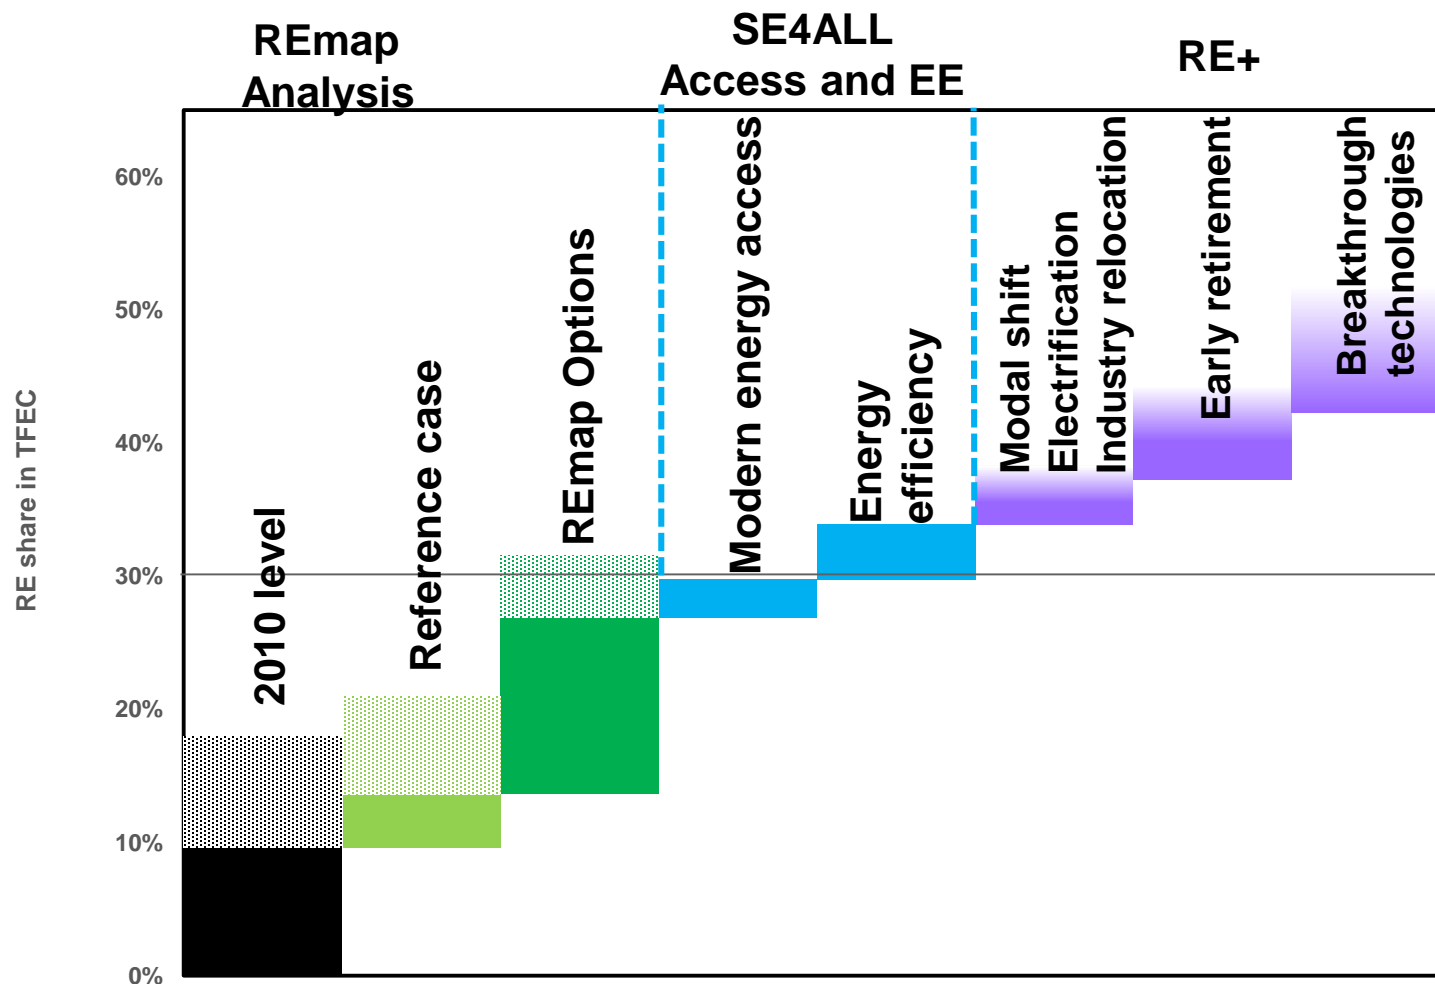 REmap
Analysis
SE4ALL
Access and EE
RE+
60%
50%
40%
30%
20%
10%
0%
RE share in TFEC
2010 level
Reference case
REmap Options
Modern energy access
Energy
efficiency
Modal shift
Electrification
Industry relocation
Early retirement
Breakthrough
technologies